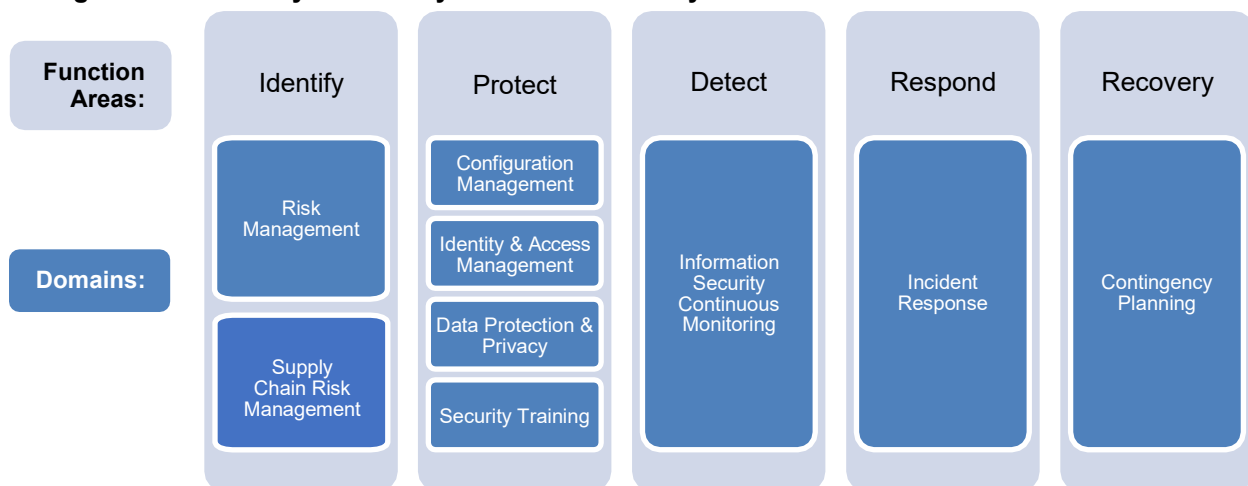 Function
Areas:
Identify
Protect
Detect
Respond
Recovery
Domains:
Risk
Management
Supply
Chain Risk
Management
Configuration
Management
Identity & Access
Management
Data Protection &
Privacy
Security Training
Information
Security
Continuous
Monitoring
Incident
Response
Contingency
Planning